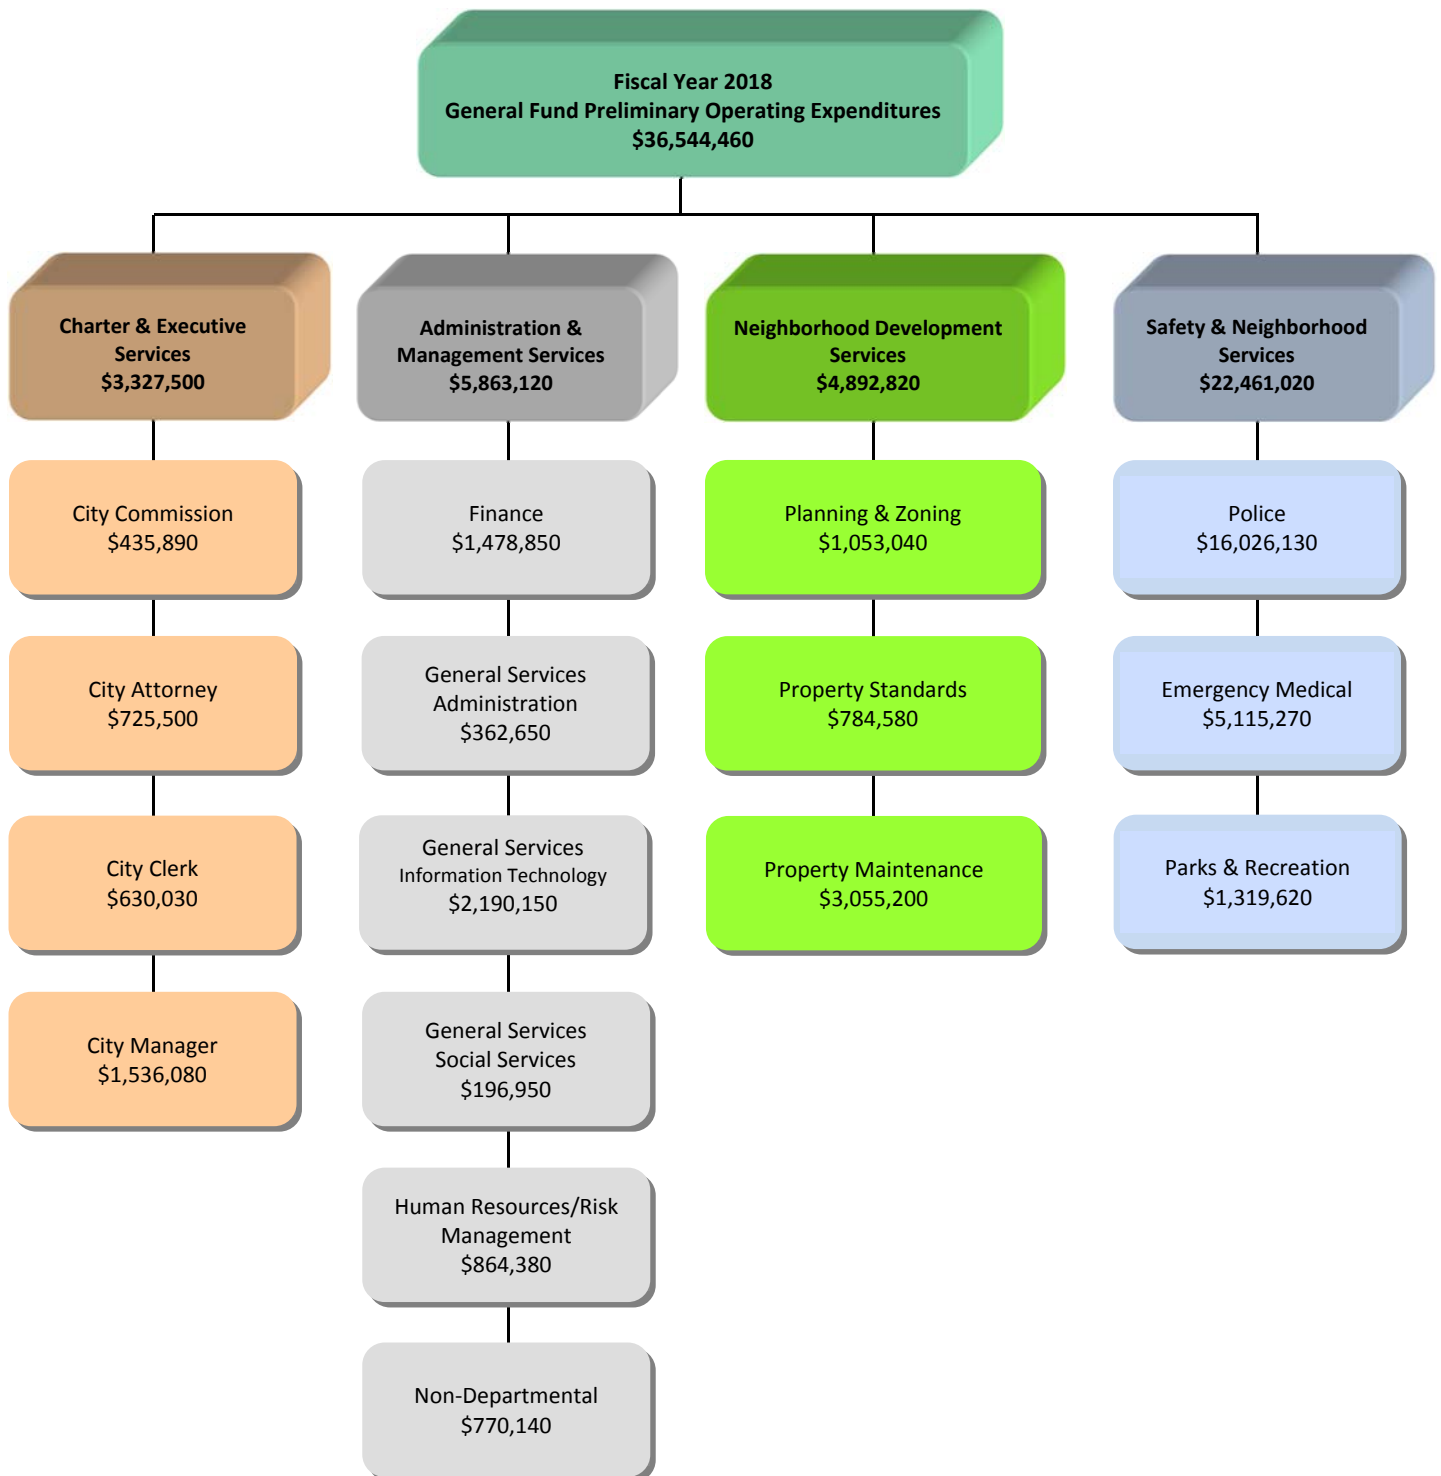 Fiscal Year 2018
General Fund Preliminary Operating Expenditures
$36,544,460
Charter & Executive
Services
$3,327,500
City Commission
$435,890
City Attorney
$725,500
City Clerk
$630,030
City Manager
$1,536,080
Administration &
Management Services
$5,863,120
Finance
$1,478,850
General Services
Administration
$362,650
General Services
Information Technology
$2,190,150
General Services
Social Services
$196,950
Human Resources/Risk
Management
$864,380
Non-Departmental
$770,140
Neighborhood Development
Services
$4,892,820
Planning & Zoning
$1,053,040
Property Standards
$784,580
Property Maintenance
$3,055,200
Safety & Neighborhood
Services
$22,461,020
Police
$16,026,130
Emergency Medical
$5,115,270
Parks & Recreation
$1,319,620